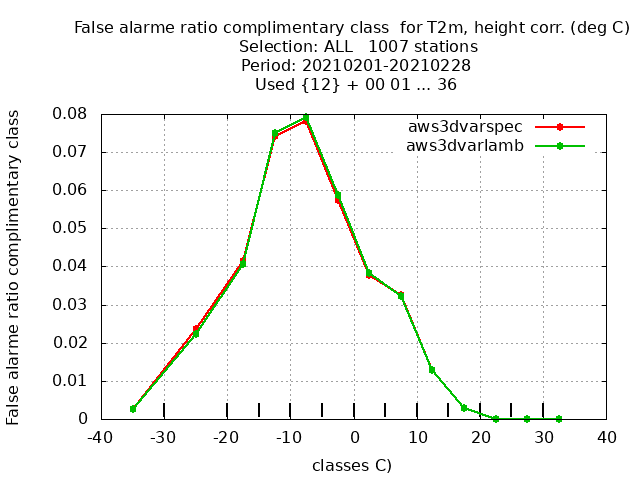 False alarme ratio complimentary class  for T2m, height corr. (deg C)
Selection: ALL   1007 stations
Period: 20210201-20210228
Used {12} + 00 01 ... 36
False alarme ratio complimentary class
0.08
0.07
0.06
0.05
0.04
0.03
0.02
0.01
0
aws3dvarspec
aws3dvarlamb
-40 -30 -20 -10 0 10 20 30 40
classes C)